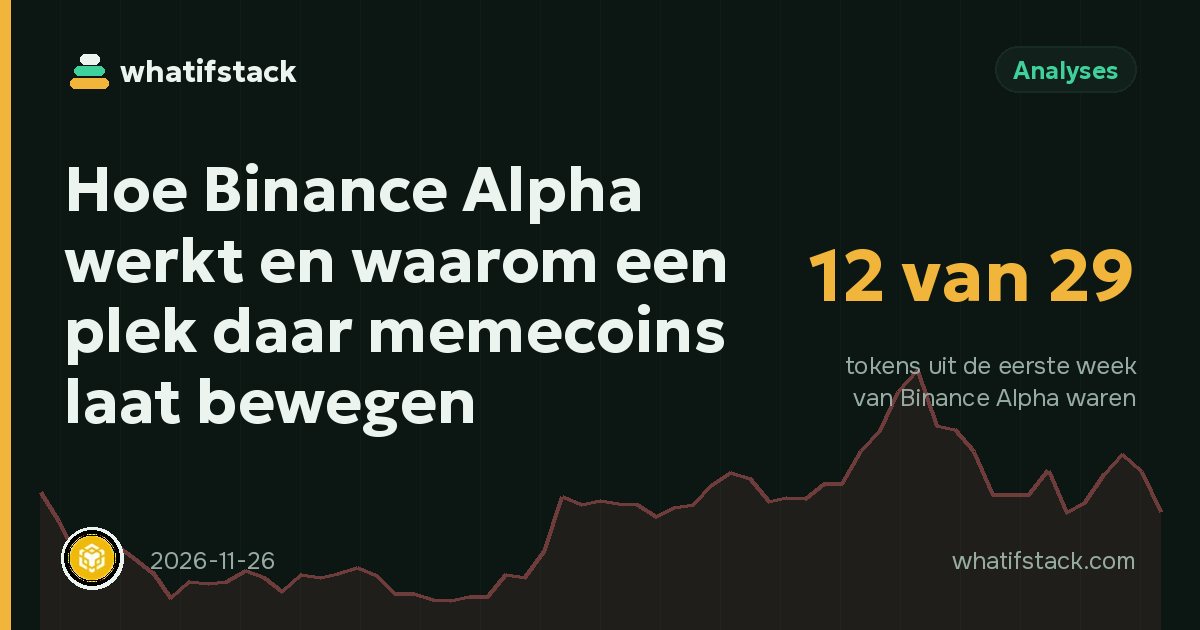 whatifstack
Analyses
Hoe Binance Alpha
werkt en waarom een
plek daar memecoins
laat bewegen
12 van 29
tokens uit de eerste week
van Binance Alpha waren
2026-11-26
whatifstack.com